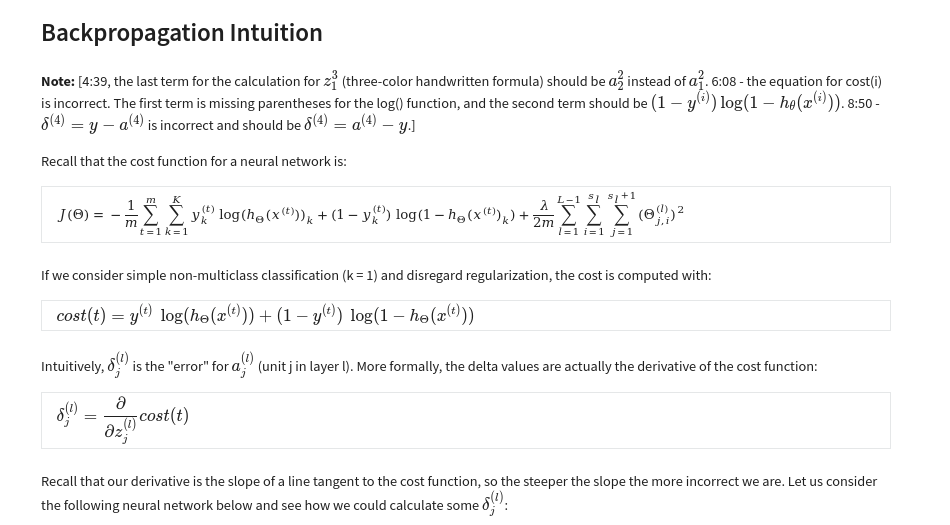 Backpropagation Intuition
Note: [4:39, the last term for the calculation for $z_1^3$ (three-color handwritten formula) should be $a_2^2$ instead of $a_1^2$. 6:08 - the equation for cost(i)
is incorrect. The first term is missing parentheses for the log() function, and the second term should be $(1 - y^{(i)}) \log(1 - h_\theta(x^{(i)}))$. 8:50 -
$\delta^{(4)} = y - a^{(4)}$ is incorrect and should be $\delta^{(4)} = a^{(4)} - y$.]
Recall that the cost function for a neural network is:
$J(\Theta) = -\frac{1}{m} \sum_{t=1}^{m} \sum_{k=1}^{K} y_k^{(t)} \log(h_\Theta(x^{(t)}))_k + (1 - y_k^{(t)}) \log(1 - h_\Theta(x^{(t)})_k) + \frac{\lambda}{2m} \sum_{l=1}^{L-1} \sum_{i=1}^{s_l} \sum_{j=1}^{s_l+1} (\Theta_{j,i}^{(l)})^2$
If we consider simple non-multiclass classification (k = 1) and disregard regularization, the cost is computed with:
$cost(t) = y^{(t)} \log(h_\Theta(x^{(t)})) + (1 - y^{(t)}) \log(1 - h_\Theta(x^{(t)}))$
Intuitively, $\delta_j^{(l)}$ is the "error" for $a_j^{(l)}$ (unit j in layer l). More formally, the delta values are actually the derivative of the cost function:
$\delta_j^{(l)} = \frac{\partial}{\partial z_j^{(l)}} cost(t)$
Recall that our derivative is the slope of a line tangent to the cost function, so the steeper the slope the more incorrect we are. Let us consider
the following neural network below and see how we could calculate some $\delta_j^{(l)}$: